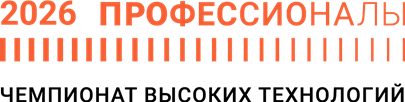 2026 ПРОФЕССИОНАЛЫ
ЧЕМПИОНАТ ВЫСОКИХ ТЕХНОЛОГИЙ